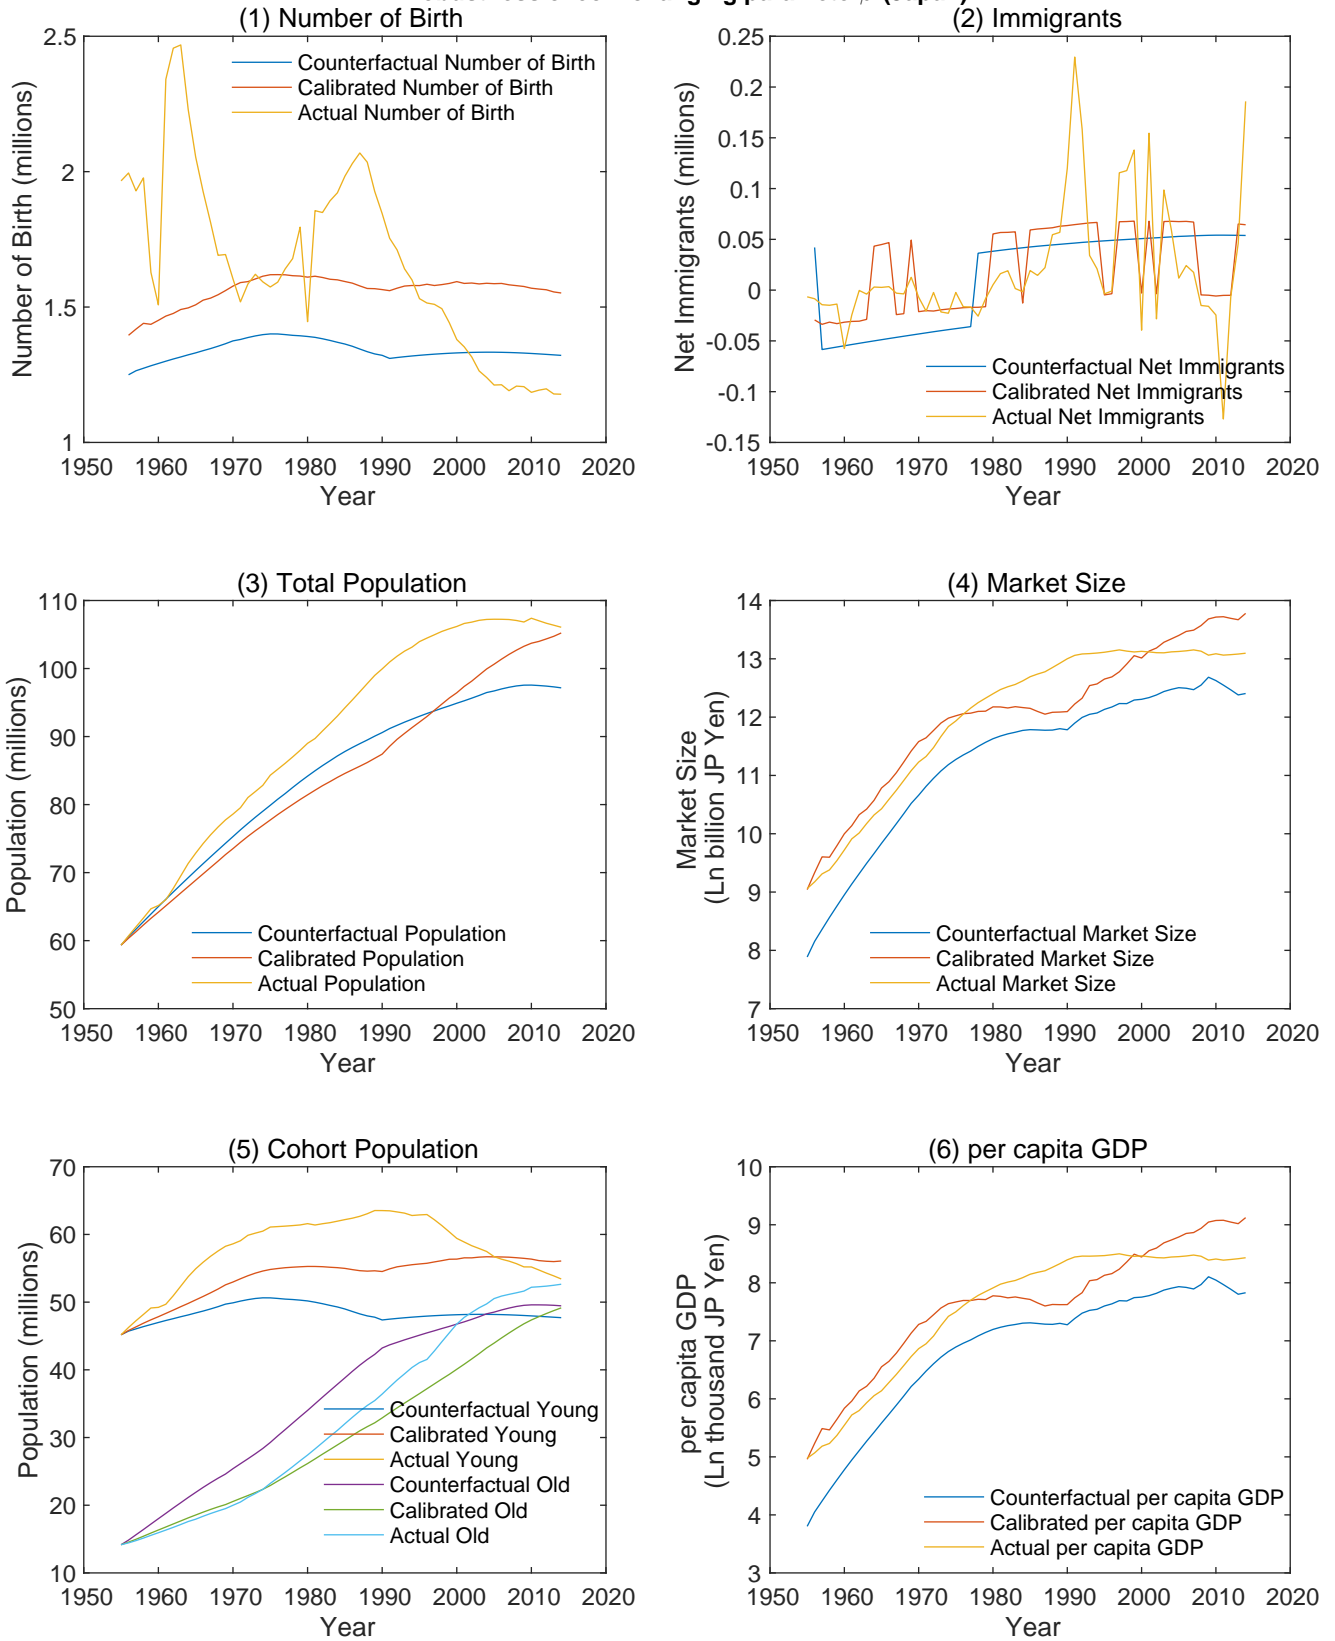 (Japan)
(1) Number of Birth
2.5
2
1.5
1
Number of Birth (millions)
Counterfactual Number of Birth
Calibrated Number of Birth
Actual Number of Birth
1950 1960 1970 1980 1990 2000 2010 2020
Year
(2) Immigrants
0.25
0.2
0.15
0.1
0.05
0
-0.05
-0.1
-0.15
Net Immigrants (millions)
Counterfactual Net Immigrants
Calibrated Net Immigrants
Actual Net Immigrants
1950 1960 1970 1980 1990 2000 2010 2020
Year
(3) Total Population
110
100
90
80
70
60
50
Population (millions)
Counterfactual Population
Calibrated Population
Actual Population
1950 1960 1970 1980 1990 2000 2010 2020
Year
(4) Market Size
14
13
12
11
10
9
8
7
Market Size
(Ln billion JP Yen)
Counterfactual Market Size
Calibrated Market Size
Actual Market Size
1950 1960 1970 1980 1990 2000 2010 2020
Year
(5) Cohort Population
70
60
50
40
30
20
10
Population (millions)
Counterfactual Young
Calibrated Young
Actual Young
Counterfactual Old
Calibrated Old
Actual Old
1950 1960 1970 1980 1990 2000 2010 2020
Year
(6) per capita GDP
10
9
8
7
6
5
4
3
per capita GDP
(Ln thousand JP Yen)
Counterfactual per capita GDP
Calibrated per capita GDP
Actual per capita GDP
1950 1960 1970 1980 1990 2000 2010 2020
Year